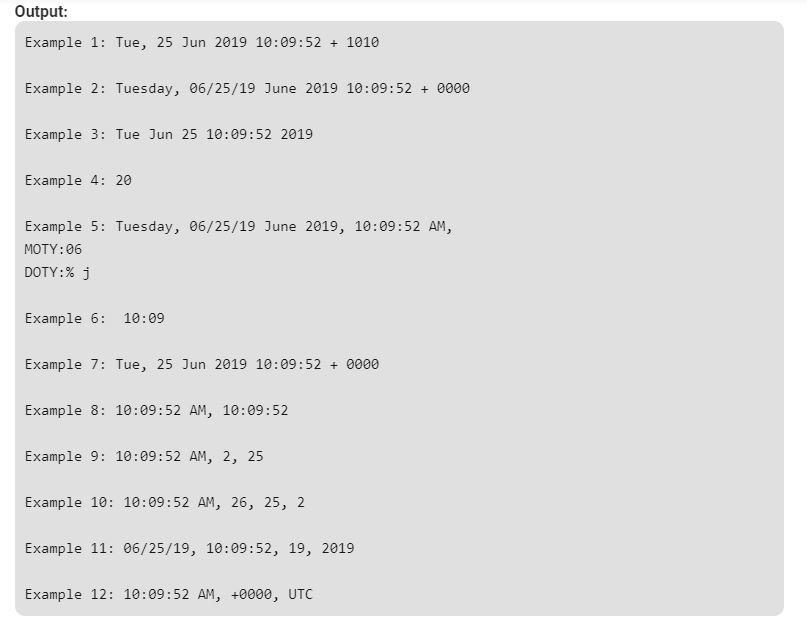 Output:
Example 1: Tue, 25 Jun 2019 10:09:52 + 1010
Example 2: Tuesday, 06/25/19 June 2019 10:09:52 + 0000
Example 3: Tue Jun 25 10:09:52 2019
Example 4: 20
Example 5: Tuesday, 06/25/19 June 2019, 10:09:52 AM,
MOTY:06
DOTY:% j
Example 6:  10:09
Example 7: Tue, 25 Jun 2019 10:09:52 + 0000
Example 8: 10:09:52 AM, 10:09:52
Example 9: 10:09:52 AM, 2, 25
Example 10: 10:09:52 AM, 26, 25, 2
Example 11: 06/25/19, 10:09:52, 19, 2019
Example 12: 10:09:52 AM, +0000, UTC